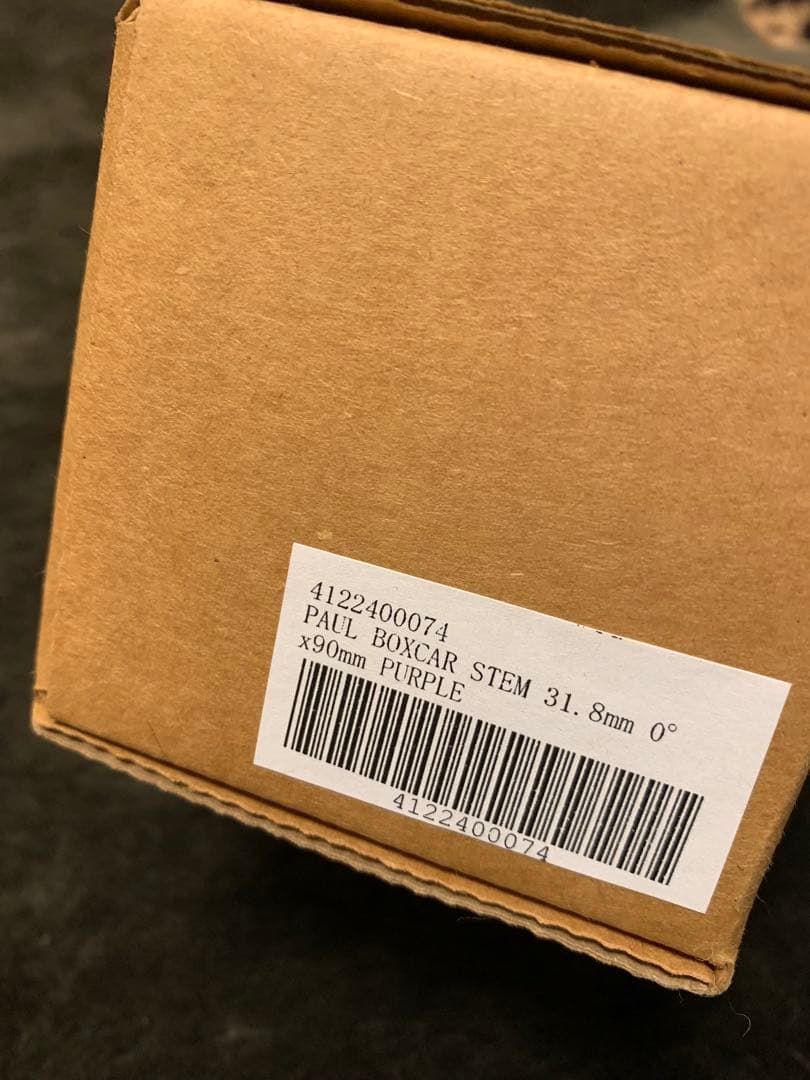 4122400074
PAUL BOXCAR STEM 31.8mm 0°
x90mm PURPLE
4122400074